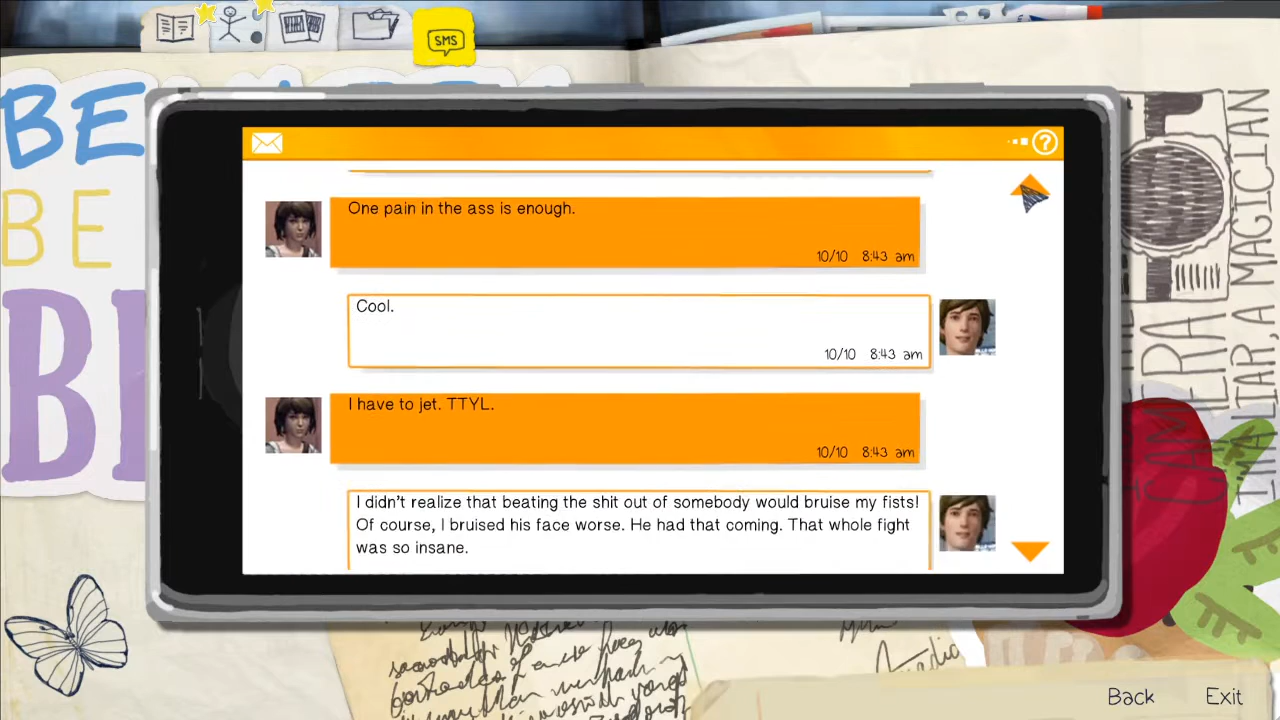 SMS
BE
BE
One pain in the ass is enough.
10/10 8:43 am
Cool.
10/10 8:43 am
I have to jet. TTYL.
10/10 8:43 am
I didn't realize that beating the shit out of somebody would bruise my fists!
Of course, I bruised his face worse. He had that coming. That whole fight
was so insane.
A MAGICIAN
Back
Exit